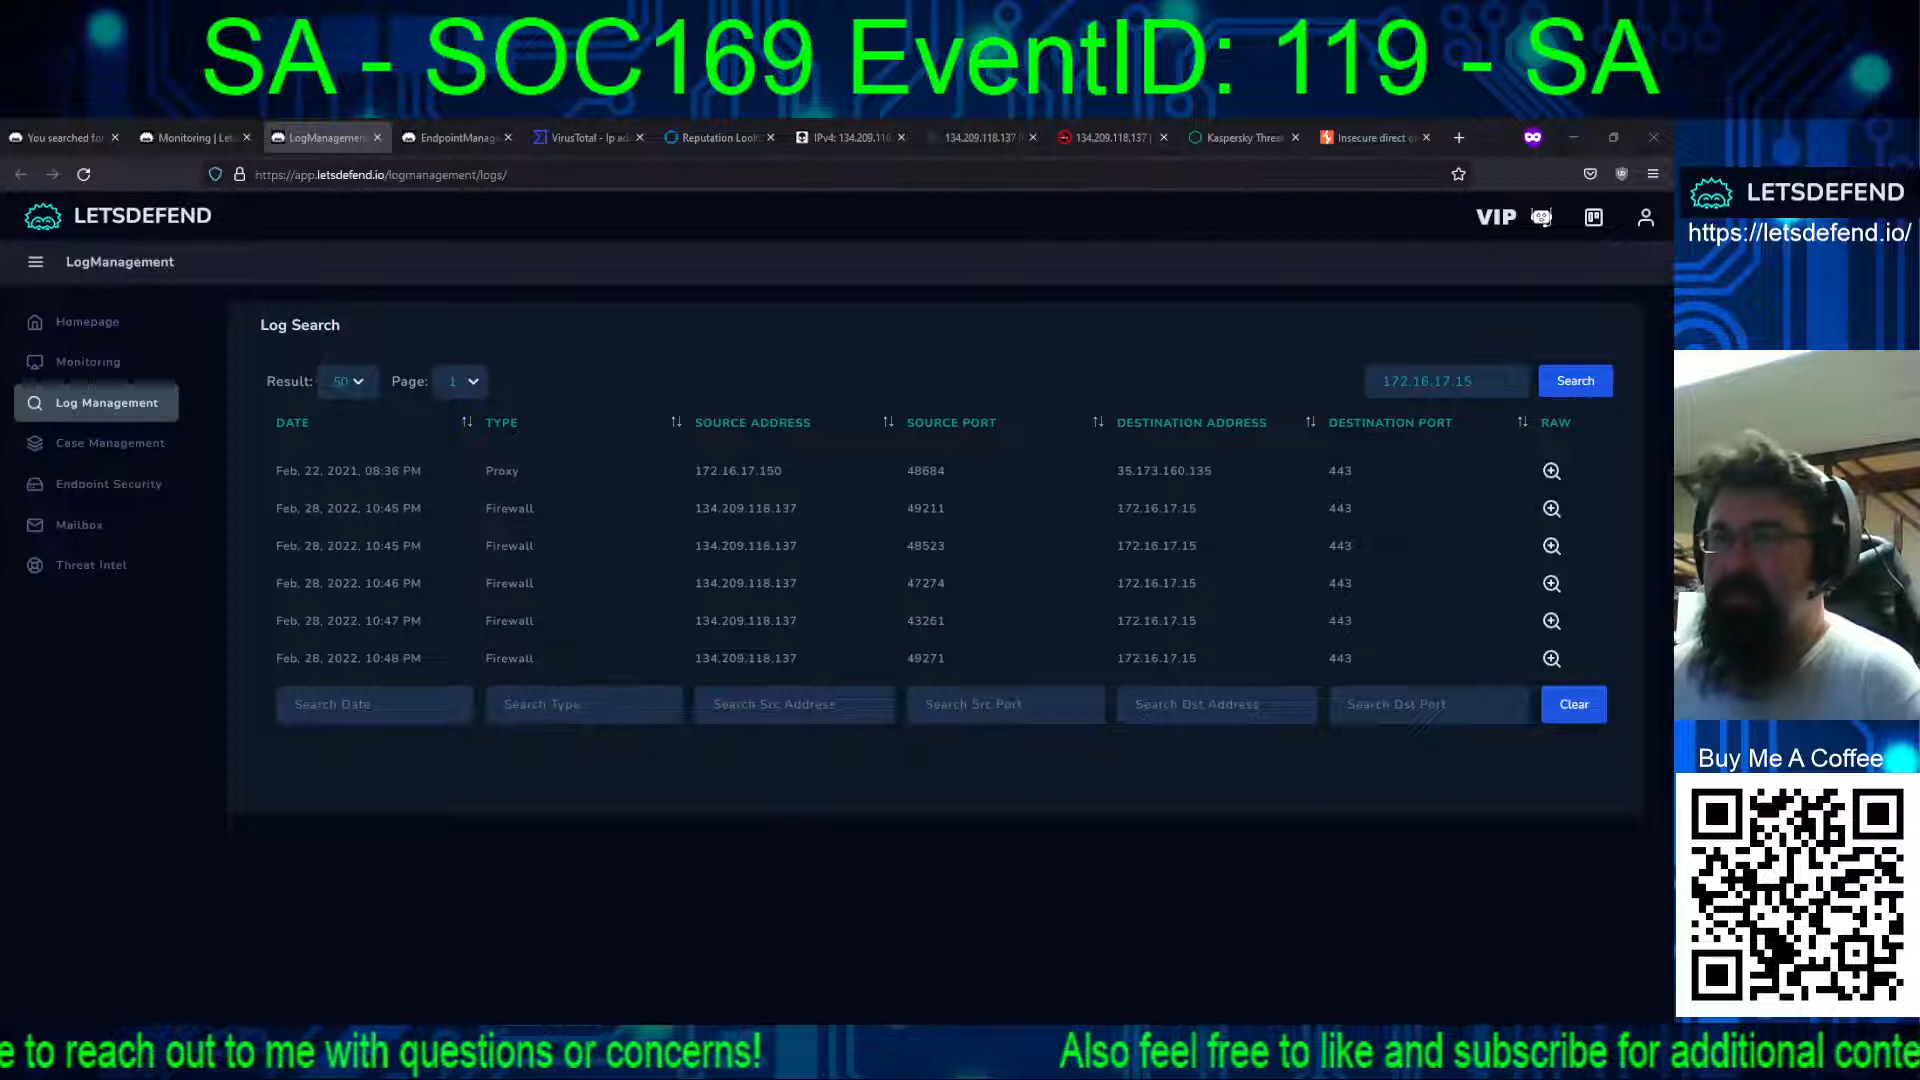 SA - SOC169 EventID: 119 - SA
You searched for
Monitoring | Let
LogManagemen
EndpointManag
VirusTotal - Ip ad
Reputation Look
IPv4: 134.209.118
134.209.118.137
134.209.118.137 |
Kaspersky Threa
Insecure direct o
https://app.letsdefend.io/logmanagement/logs/
LETSDEFEND
VIP
LETSDEFEND
https://letsdefend.io/
LogManagement
Homepage
Monitoring
Log Management
Case Management
Endpoint Security
Mailbox
Threat Intel
Log Search
Result: 50 Page: 1 172.16.17.15 Search
DATE TYPE SOURCE ADDRESS SOURCE PORT DESTINATION ADDRESS DESTINATION PORT RAW
Feb, 22, 2021, 08:36 PM Proxy 172.16.17.150 48684 35.173.160.135 443
Feb, 28, 2022, 10:45 PM Firewall 134.209.118.137 49211 172.16.17.15 443
Feb, 28, 2022, 10:45 PM Firewall 134.209.118.137 48523 172.16.17.15 443
Feb, 28, 2022, 10:46 PM Firewall 134.209.118.137 47274 172.16.17.15 443
Feb, 28, 2022, 10:47 PM Firewall 134.209.118.137 43261 172.16.17.15 443
Feb, 28, 2022, 10:48 PM Firewall 134.209.118.137 49271 172.16.17.15 443
Search Date Search Type Search Src Address Search Src Port Search Dst Address Search Dst Port Clear
Buy Me A Coffee
e to reach out to me with questions or concerns! Also feel free to like and subscribe for additional conte